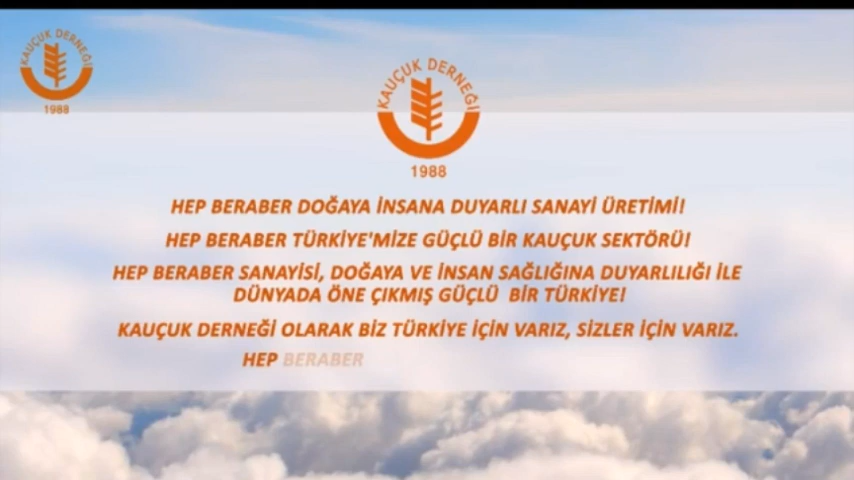 KAUÇUK DERNEĞİ
1988
KAUÇUK DERNEĞİ
1988
HEP BERABER DOĞAYA İNSANA DUYARLI SANAYİ ÜRETİMİ!
HEP BERABER TÜRKİYE'MİZE GÜÇLÜ BİR KAUÇUK SEKTÖRÜ!
HEP BERABER SANAYİSİ, DOĞAYA VE İNSAN SAĞLIĞINA DUYARLILIĞI İLE
DÜNYADA ÖNE ÇIKMIŞ GÜÇLÜ BİR TÜRKİYE!
KAUÇUK DERNEĞİ OLARAK BİZ TÜRKİYE İÇİN VARIZ, SİZLER İÇİN VARIZ.
HEP BERABER